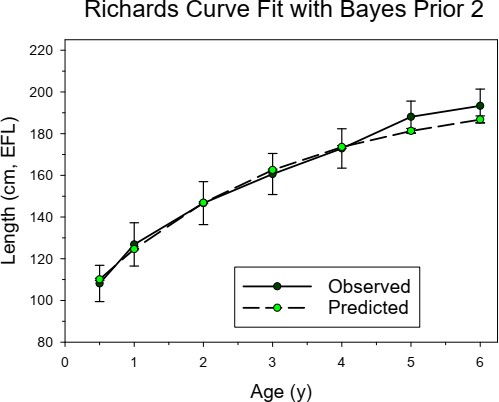 Richards Curve Fit with Bayes Prior 2
220
200
180
160
140
120
100
80
Length (cm, EFL)
Observed
Predicted
0 1 2 3 4 5 6
Age (y)